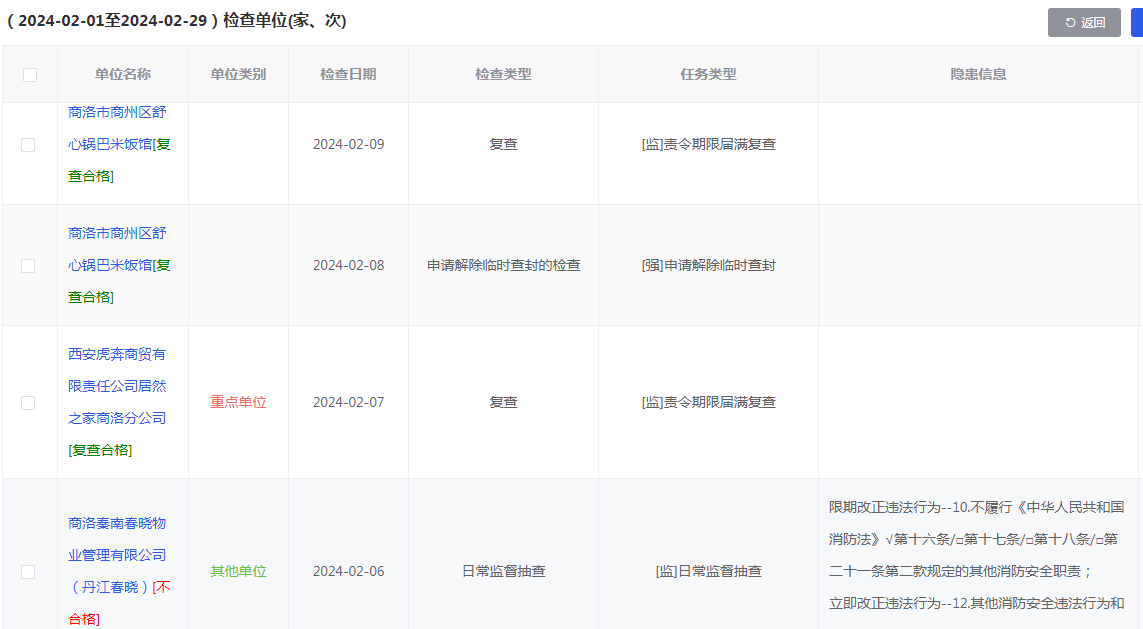 （ 2024-02-01至2024-02-29 ）检查单位(家、次)
返回
单位名称 单位类别 检查日期 检查类型 任务类型 隐患信息
商洛市商州区舒
心锅巴米饭馆[复
查合格]
2024-02-09 复查 [监]责令期限届满复查
商洛市商州区舒
心锅巴米饭馆[复
查合格]
2024-02-08 申请解除临时查封的检查 [强]申请解除临时查封
西安虎奔商贸有
限责任公司居然
之家商洛分公司
[复查合格]
重点单位 2024-02-07 复查 [监]责令期限届满复查
商洛秦南春晓物
业管理有限公司
（丹江春晓）[不
合格]
其他单位 2024-02-06 日常监督抽查 [监]日常监督抽查
限期改正违法行为--10.不履行《中华人民共和国
消防法》√第十六条/□第十七条/□第十八条/□第
二十一条第二款规定的其他消防安全职责；
立即改正违法行为--12.其他消防安全违法行为和